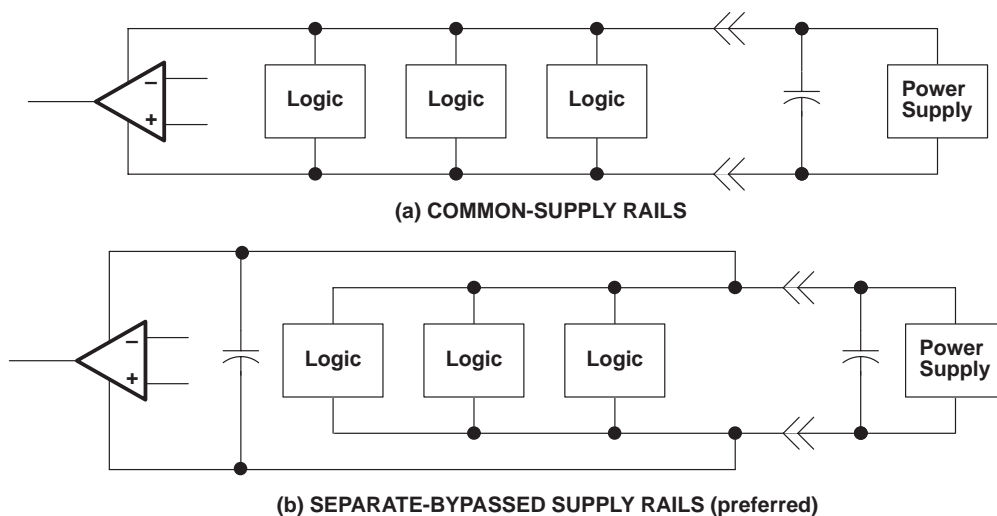 −
+
Logic
Logic
Logic
Power
Supply
(a) COMMON-SUPPLY RAILS
−
+
Logic
Logic
Logic
Power
Supply
(b) SEPARATE-BYPASSED SUPPLY RAILS (preferred)